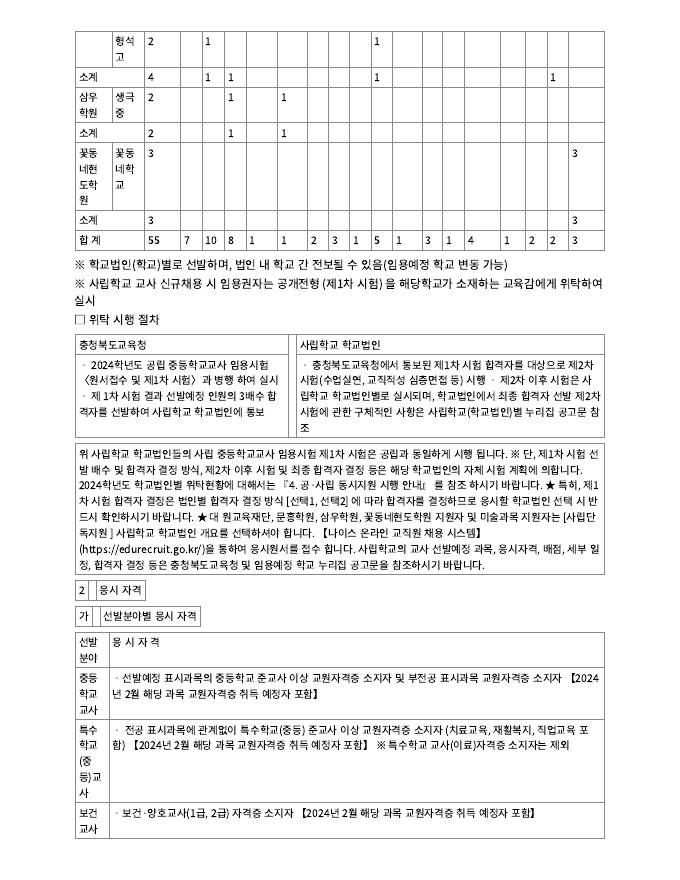 형석 2 1 1
고
소계 4 1 1 1 1
삼우 생극 2 1 1
학원 중
소계 2 1 1
꽃동 꽃동 3 3
네현 네학
도학 교
원
소계 3 3
합 계 55 7 10 8 1 1 2 3 1 5 1 3 1 4 1 2 2 3
※ 학교법인(학교)별로 선발하며, 법인 내 학교 간 전보될 수 있음(임용예정 학교 변동 가능)
※ 사립학교 교사 신규채용 시 임용권자는 공개전형 (제1차 시험) 을 해당학교가 소재하는 교육감에게 위탁하여
실시
□ 위탁 시행 절차
충청북도교육청
· 2024학년도 공립 중등학교교사 임용시험
〈원서접수 및 제1차 시험〉과 병행 하여 실시
· 제 1차 시험 결과 선발예정 인원의 3배수 합
격자를 선발하여 사립학교 학교법인에 통보
사립학교 학교법인
· 충청북도교육청에서 통보된 제1차 시험 합격자를 대상으로 제2차
시험(수업실연, 교직적성 심층면접 등) 시행 · 제2차 이후 시험은 사
립학교 학교법인별로 실시되며, 학교법인에서 최종 합격자 선발 제2차
시험에 관한 구체적인 사항은 사립학교(학교법인)별 누리집 공고문 참
조
위 사립학교 학교법인들의 사립 중등학교교사 임용시험 제1차 시험은 공립과 동일하게 시행 됩니다. ※ 단, 제1차 시험 선
발 배수 및 합격자 결정 방식, 제2차 이후 시험 및 최종 합격자 결정 등은 해당 학교법인의 자체 시험 계획에 의합니다.
2024학년도 학교법인별 위탁현황에 대해서는 『4. 공·사립 동시지원 시행 안내』 를 참조 하시기 바랍니다. ★ 특히, 제1
차 시험 합격자 결정은 법인별 합격자 결정 방식 [선택1, 선택2] 에 따라 합격자를 결정하므로 응시할 학교법인 선택 시 반
드시 확인하시기 바랍니다. ★ 대 원교육재단, 문홍학원, 삼우학원, 꽃동네현도학원 지원자 및 미술과목 지원자는 [사립단
독지원 ] 사립학교 학교법인 개요를 선택하셔야 합니다. 【나이스 온라인 교직원 채용 시스템】
(https://edurecruit.go.kr/)을 통하여 응시원서를 접수 합니다. 사립학교의 교사 선발예정 과목, 응시자격, 배점, 세부 일
정, 합격자 결정 등은 충청북도교육청 및 임용예정 학교 누리집 공고문을 참조하시기 바랍니다.
2 응시 자격
가 선발분야별 응시 자격
선발 응 시 자 격
분야
중등 · 선발예정 표시과목의 중등학교 준교사 이상 교원자격증 소지자 및 부전공 표시과목 교원자격증 소지자 【2024
학교 년 2월 해당 과목 교원자격증 취득 예정자 포함】
교사
특수 · 전공 표시과목에 관계없이 특수학교(중등) 준교사 이상 교원자격증 소지자 (치료교육, 재활복지, 직업교육 포
학교 함) 【2024년 2월 해당 과목 교원자격증 취득 예정자 포함】 ※ 특수학교 교사(이료)자격증 소지자는 제외
(중
등)교
사
보건 · 보건·양호교사(1급, 2급) 자격증 소지자 【2024년 2월 해당 과목 교원자격증 취득 예정자 포함】
교사